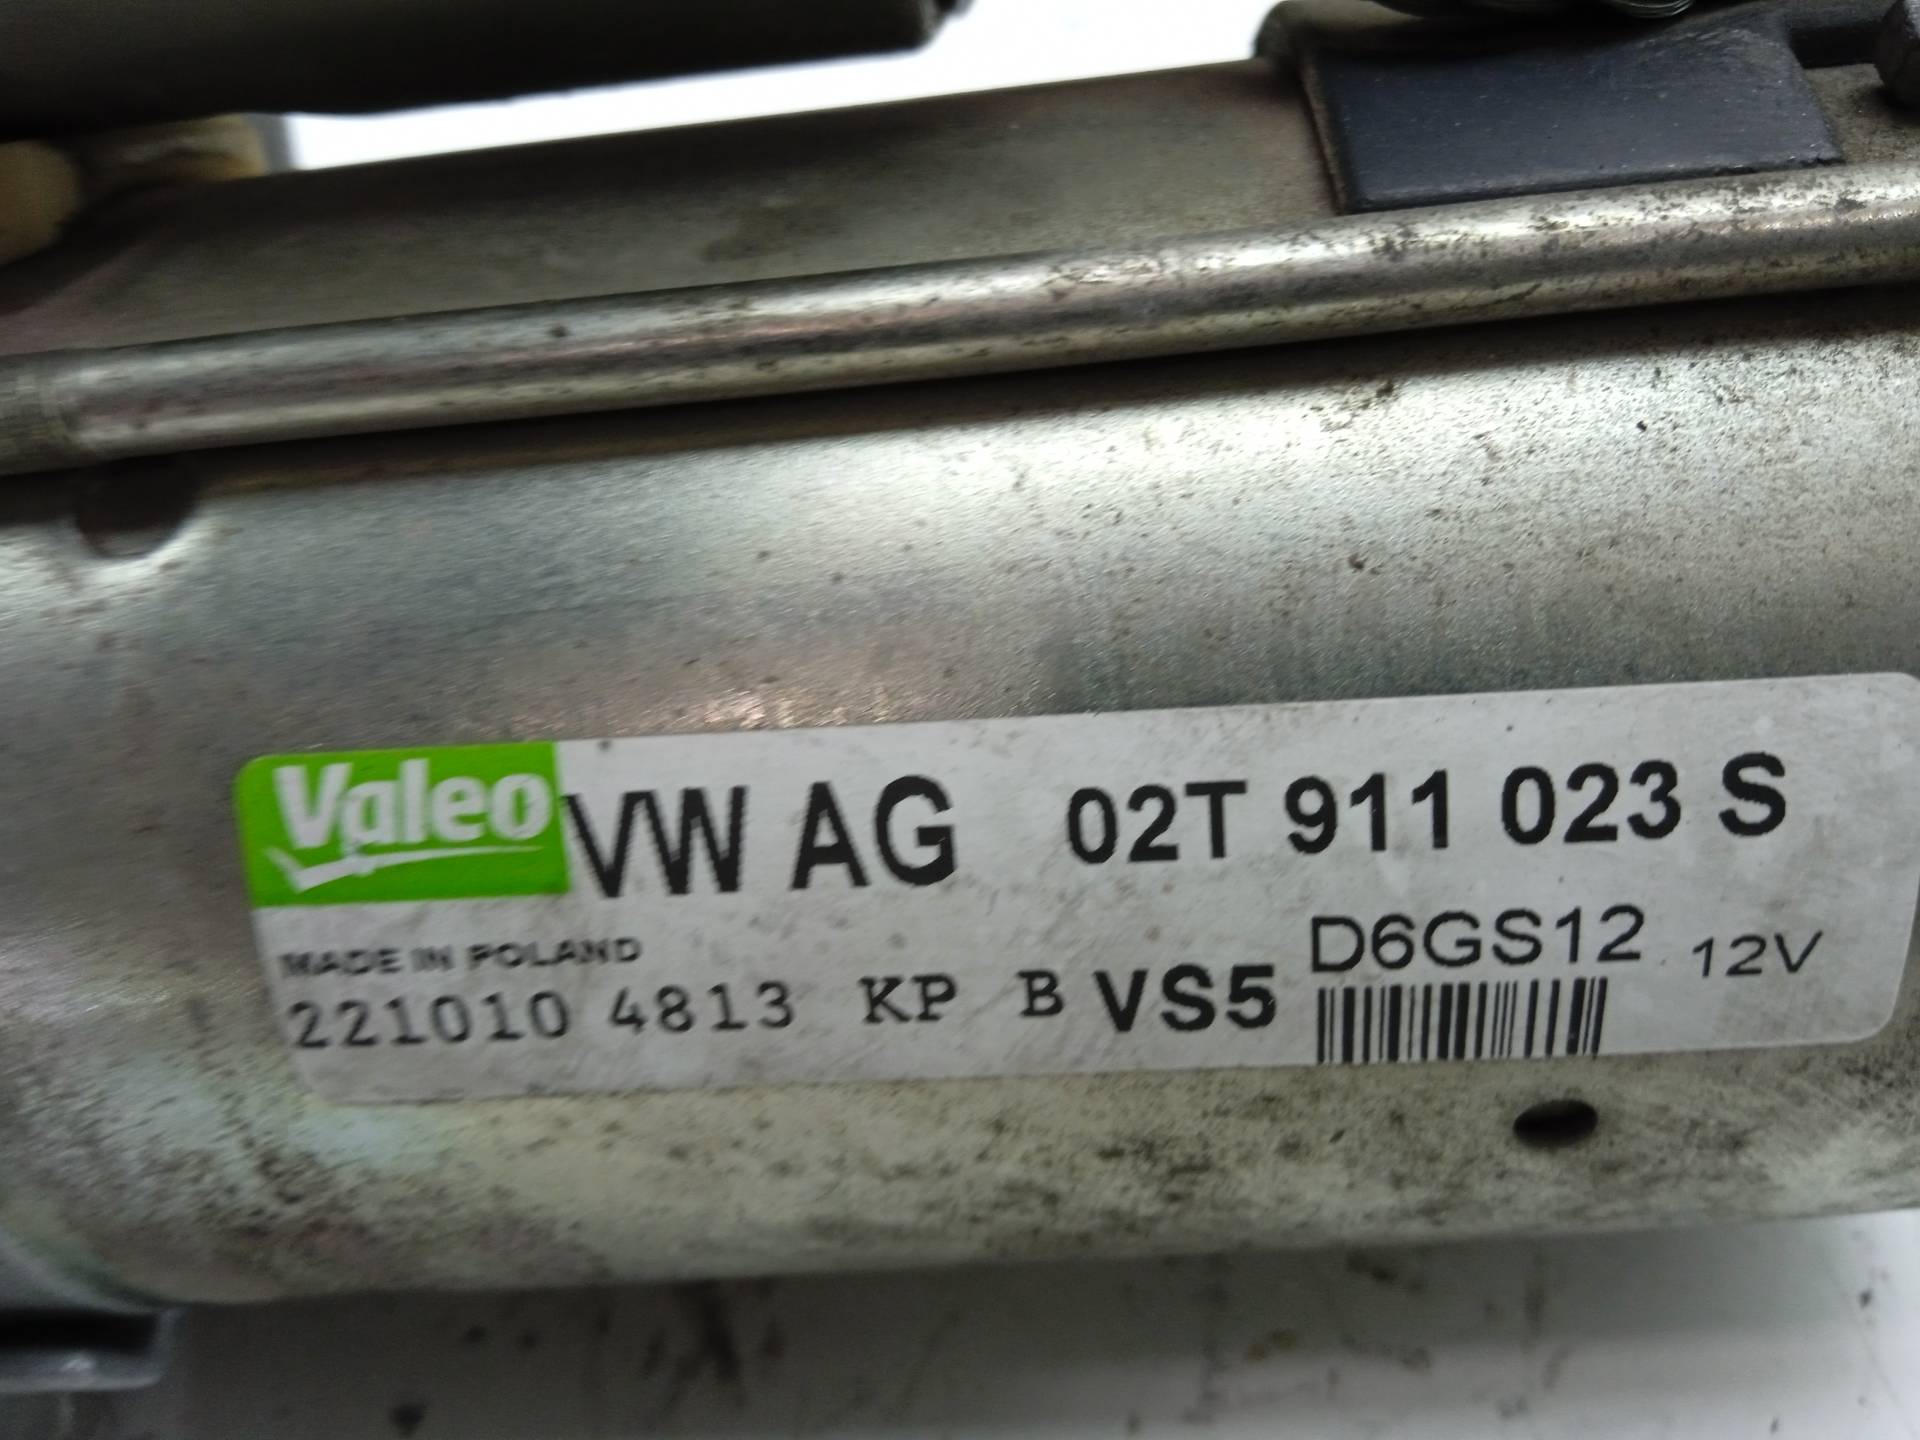 Valeo VW AG 02T 911 023 S
MADE IN POLAND D6GS12 12V
221010 4813 KP B VS5